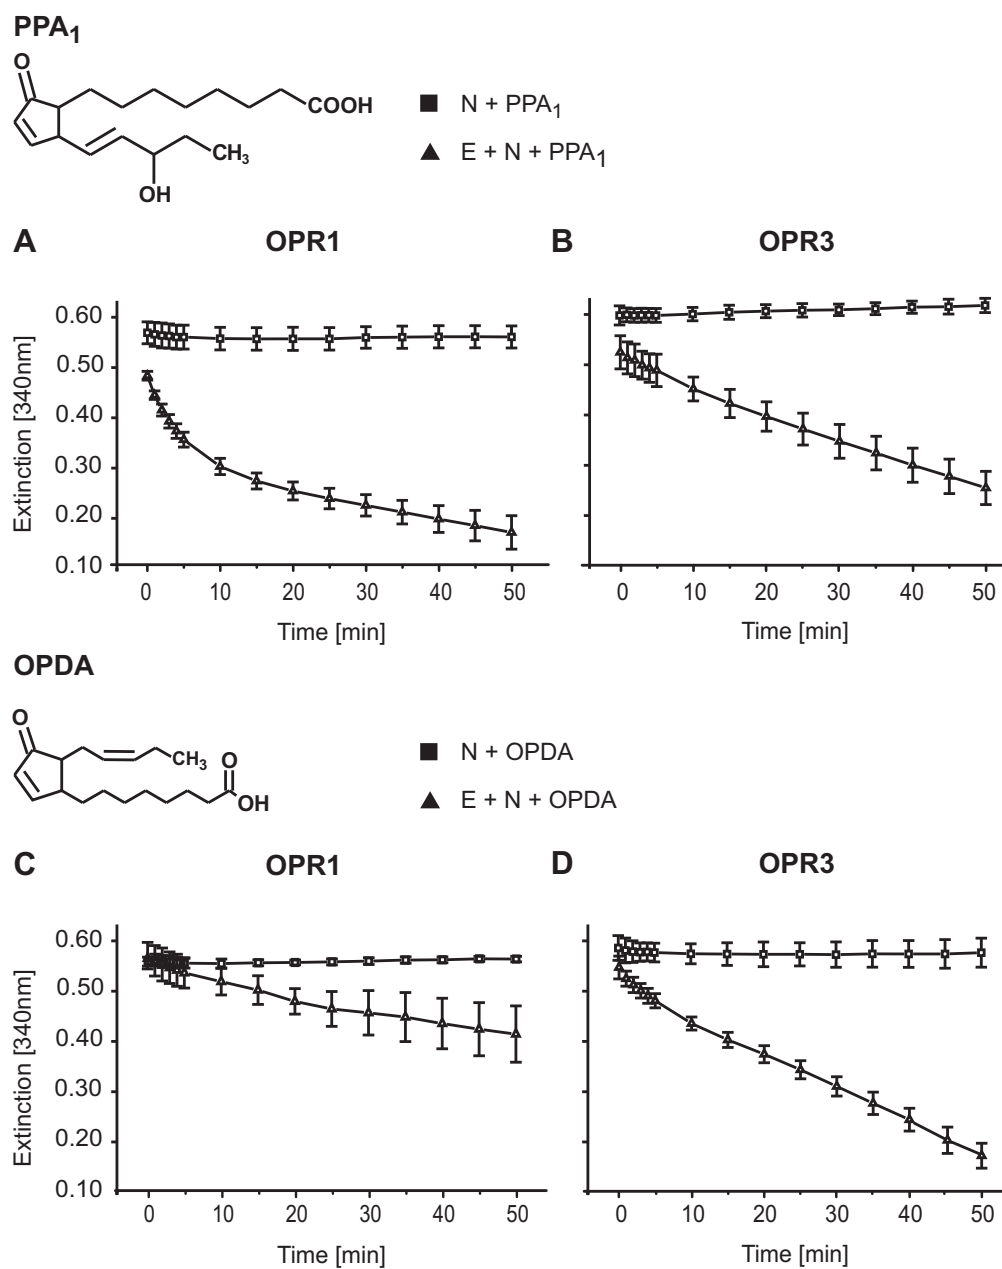 PPA1
O
COOH
CH3
OH
N + PPA1
E + N + PPA1
A OPR1
B OPR3
Extinction [340nm]
0.60
0.50
0.40
0.30
0.20
0.10
0 10 20 30 40 50
Time [min]
0 10 20 30 40 50
Time [min]
OPDA
O
CH3
O
OH
N + OPDA
E + N + OPDA
C OPR1
D OPR3
Extinction [340nm]
0.60
0.50
0.40
0.30
0.20
0.10
0 10 20 30 40 50
Time [min]
0 10 20 30 40 50
Time [min]